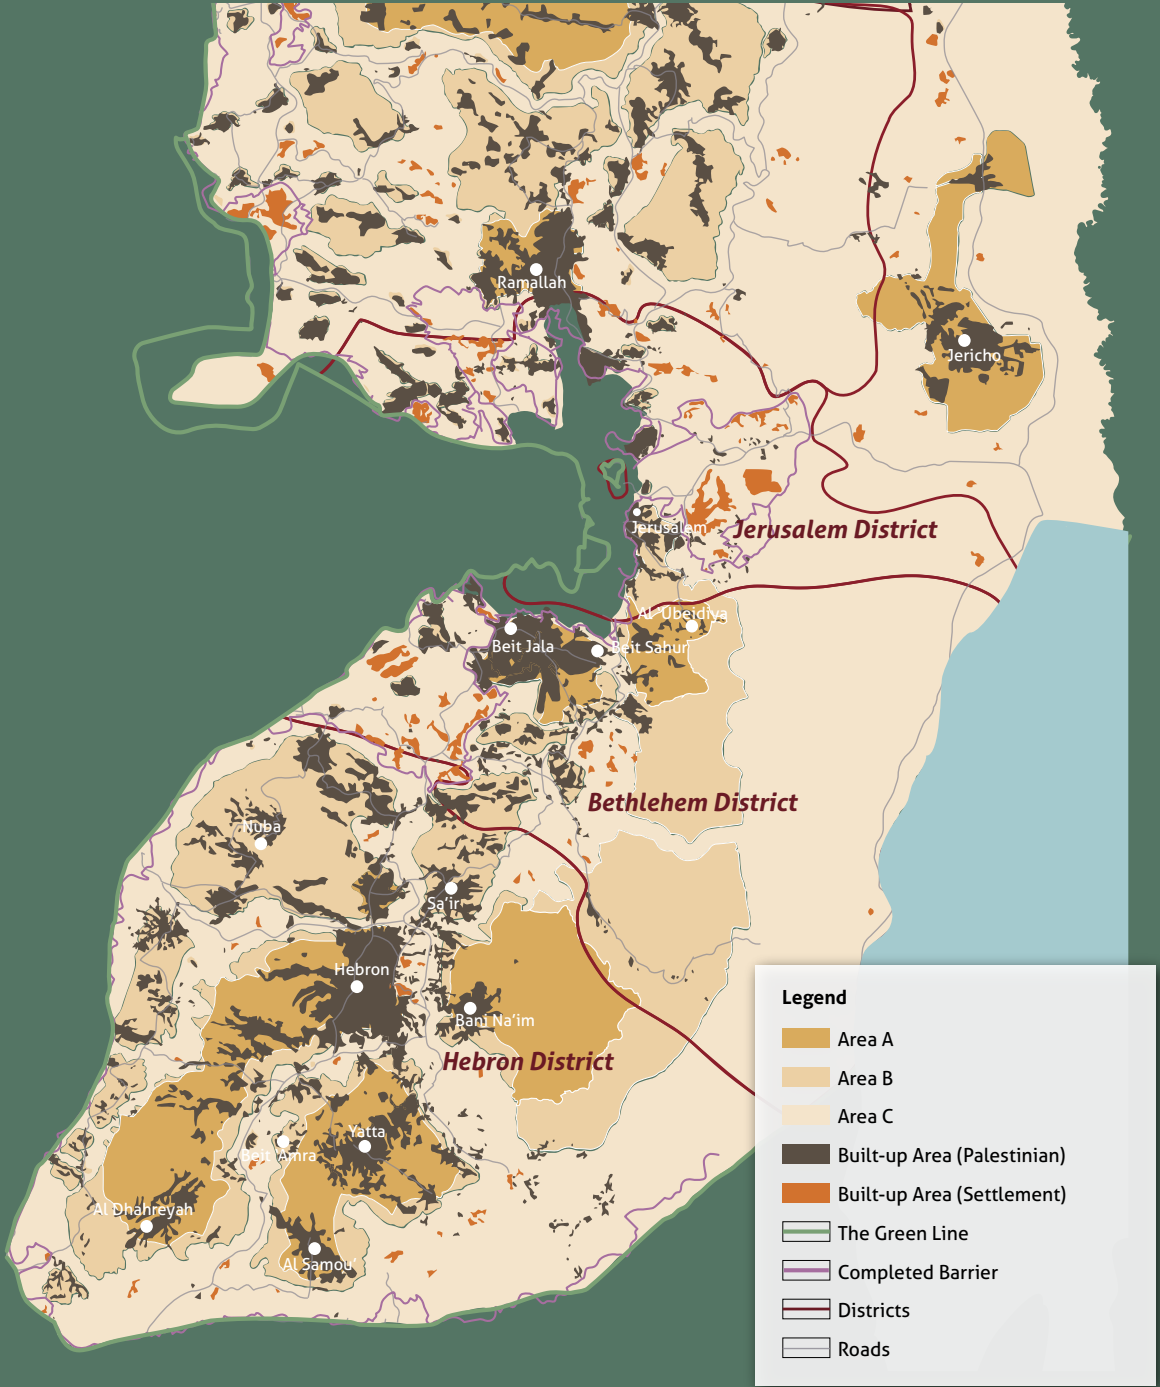 Ramallah
Jericho
Jerusalem
Jerusalem District
Al-'Ubeidiya
Beit Jala
Beit Sahur
Bethlehem District
Nuba
Sa'ir
Hebron
Bani Na'im
Hebron District
Yatta
Beit 'Amra
Al Dhahreyah
Al Samou'
Legend
Area A
Area B
Area C
Built-up Area (Palestinian)
Built-up Area (Settlement)
The Green Line
Completed Barrier
Districts
Roads